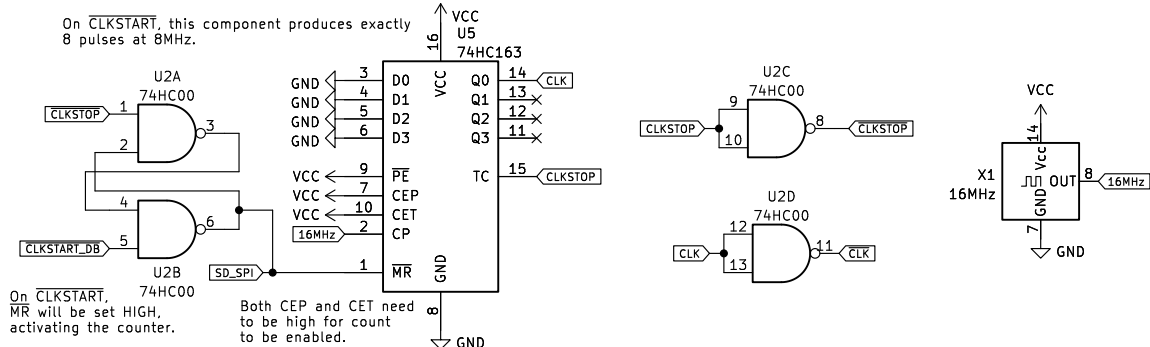 On CLKSTART, this component produces exactly
8 pulses at 8MHz.
U2A
74HC00
CLKSTOP
1
2
3
4
5
6
CLKSTART_DB
U2B
74HC00
On CLKSTART,
MR will be set HIGH,
activating the counter.
SD_SPI
VCC
U5
74HC163
16
VCC
GND 3 D0
GND 4 D1
GND 5 D2
GND 6 D3
VCC 9 PE
VCC 7 CEP
VCC 10 CET
16MHz 2 CP
1 MR
GND
8
GND
Q0 14 CLK
Q1 13
Q2 12
Q3 11
TC 15 CLKSTOP
Both CEP and CET need
to be high for count
to be enabled.
U2C
74HC00
CLKSTOP
9
10
8
CLKSTOP
U2D
74HC00
CLK
12
13
11
CLK
VCC
14
Vcc
X1
16MHz
OUT 8 16MHz
GND
7
GND